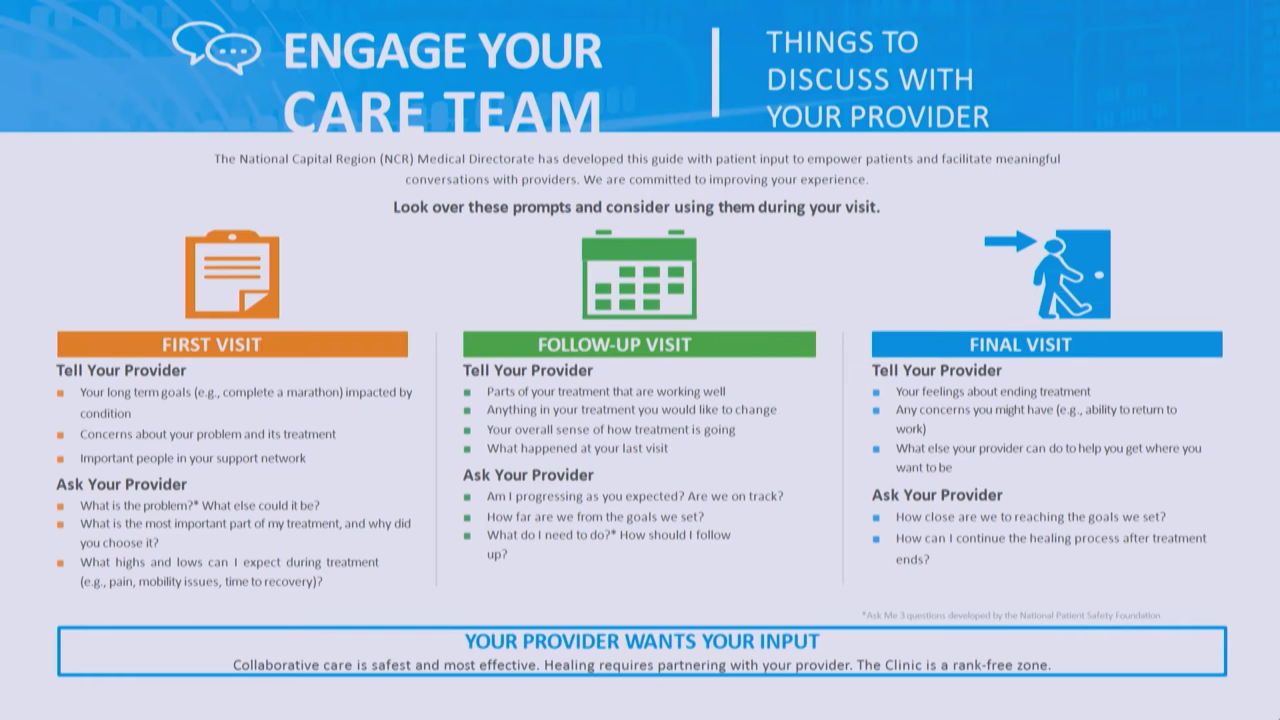 ENGAGE YOUR
CARE TEAM
THINGS TO
DISCUSS WITH
YOUR PROVIDER
The National Capital Region (NCR) Medical Directorate has developed this guide with patient input to empower patients and facilitate meaningful
conversations with providers. We are committed to improving your experience.
Look over these prompts and consider using them during your visit.
FIRST VISIT
Tell Your Provider
Your long term goals (e.g., complete a marathon) impacted by
condition
Concerns about your problem and its treatment
Important people in your support network
Ask Your Provider
What is the problem?* What else could it be?
What is the most important part of my treatment, and why did
you choose it?
What highs and lows can I expect during treatment
(e.g., pain, mobility issues, time to recovery)?
FOLLOW-UP VISIT
Tell Your Provider
Parts of your treatment that are working well
Anything in your treatment you would like to change
Your overall sense of how treatment is going
What happened at your last visit
Ask Your Provider
Am I progressing as you expected? Are we on track?
How far are we from the goals we set?
What do I need to do?* How should I follow
up?
FINAL VISIT
Tell Your Provider
Your feelings about ending treatment
Any concerns you might have (e.g., ability to return to
work)
What else your provider can do to help you get where you
want to be
Ask Your Provider
How close are we to reaching the goals we set?
How can I continue the healing process after treatment
ends?
*Ask Me 3 questions developed by the National Patient Safety Foundation
YOUR PROVIDER WANTS YOUR INPUT
Collaborative care is safest and most effective. Healing requires partnering with your provider. The Clinic is a rank-free zone.